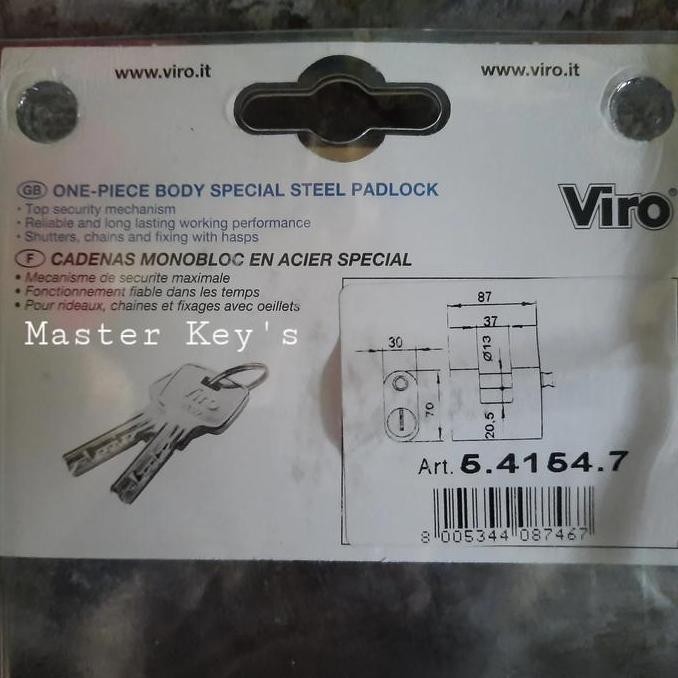 www.viro.it
www.viro.it
GB ONE-PIECE BODY SPECIAL STEEL PADLOCK
• Top security mechanism
• Reliable and long lasting working performance
• Shutters, chains and fixing with hasps
Viro®
F CADENAS MONOBLOC EN ACIER SPECIAL
• Mecanisme de securite maximale
• Fonctionnement fiable dans les temps
• Pour rideaux, chaines et fixages avec oeillets
Master Key's
Viro
87
37
30
Ø13
70
20,5
Art. 5.4154.7
8 005344 087467